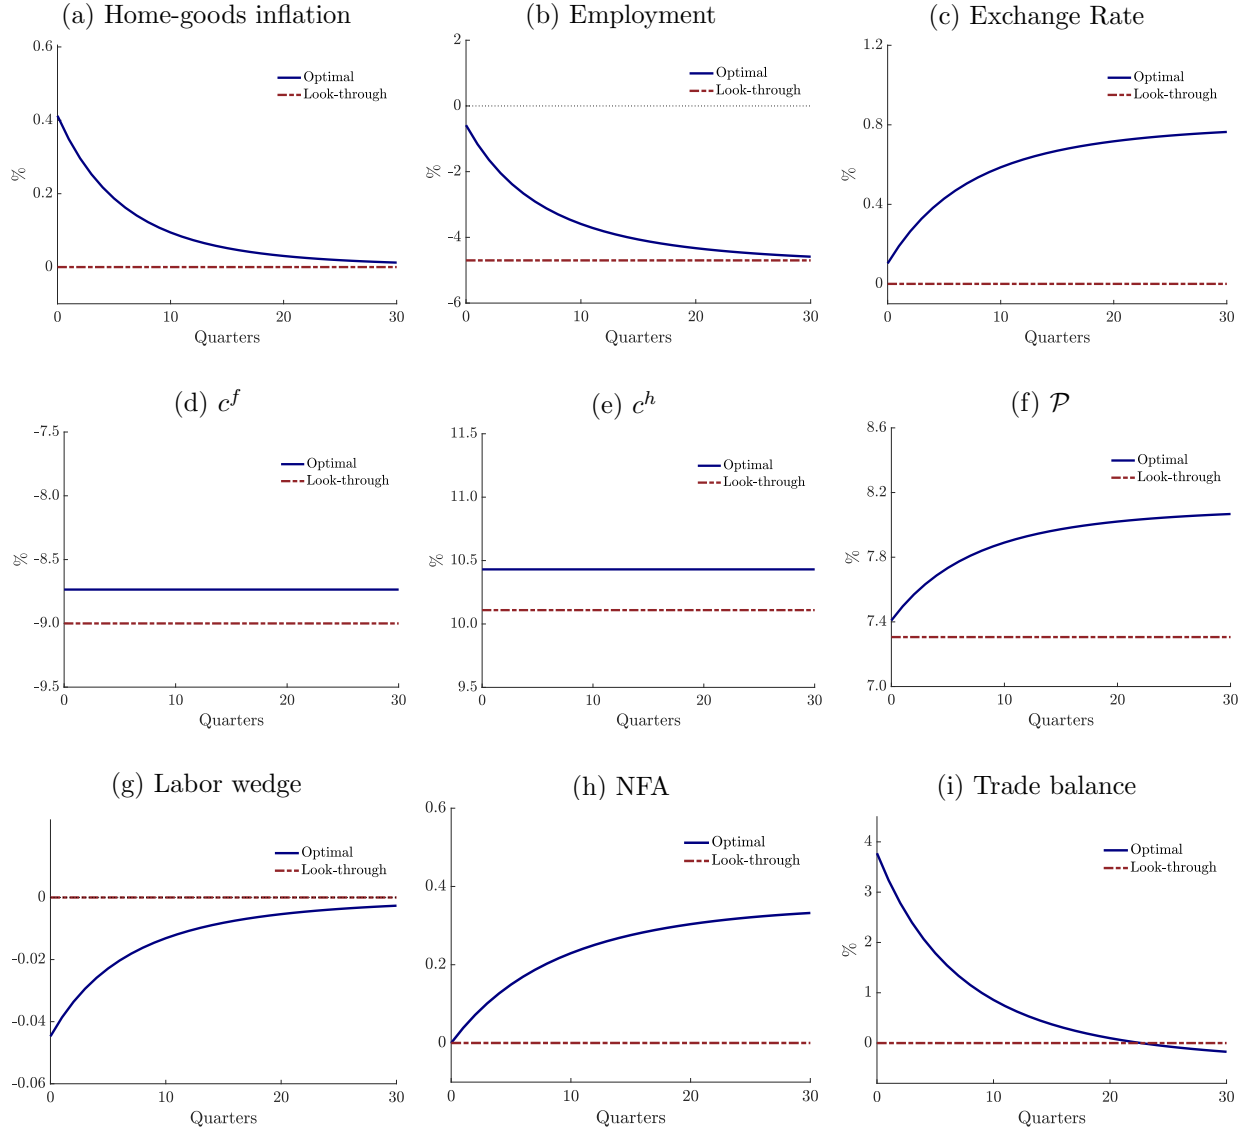 (a) Home-goods inflation
0.6
0.4
0.2
0
%
Optimal
Look-through
0
10
20
30
Quarters
(b) Employment
2
0
-2
-4
-6
%
Optimal
Look-through
0
10
20
30
Quarters
(c) Exchange Rate
1.2
0.8
0.4
0
%
Optimal
Look-through
0
10
20
30
Quarters
(d) c^f
-7.5
-8.0
-8.5
-9.0
-9.5
%
Optimal
Look-through
0
10
20
30
Quarters
(e) c^h
11.5
11.0
10.5
10.0
9.5
%
Optimal
Look-through
0
10
20
30
Quarters
(f) 𝒫
8.6
8.2
7.8
7.4
7.0
%
Optimal
Look-through
0
10
20
30
Quarters
(g) Labor wedge
0
-0.02
-0.04
-0.06
Optimal
Look-through
0
10
20
30
Quarters
(h) NFA
0.6
0.4
0.2
0
Optimal
Look-through
0
10
20
30
Quarters
(i) Trade balance
4
3
2
1
0
%
Optimal
Look-through
0
10
20
30
Quarters